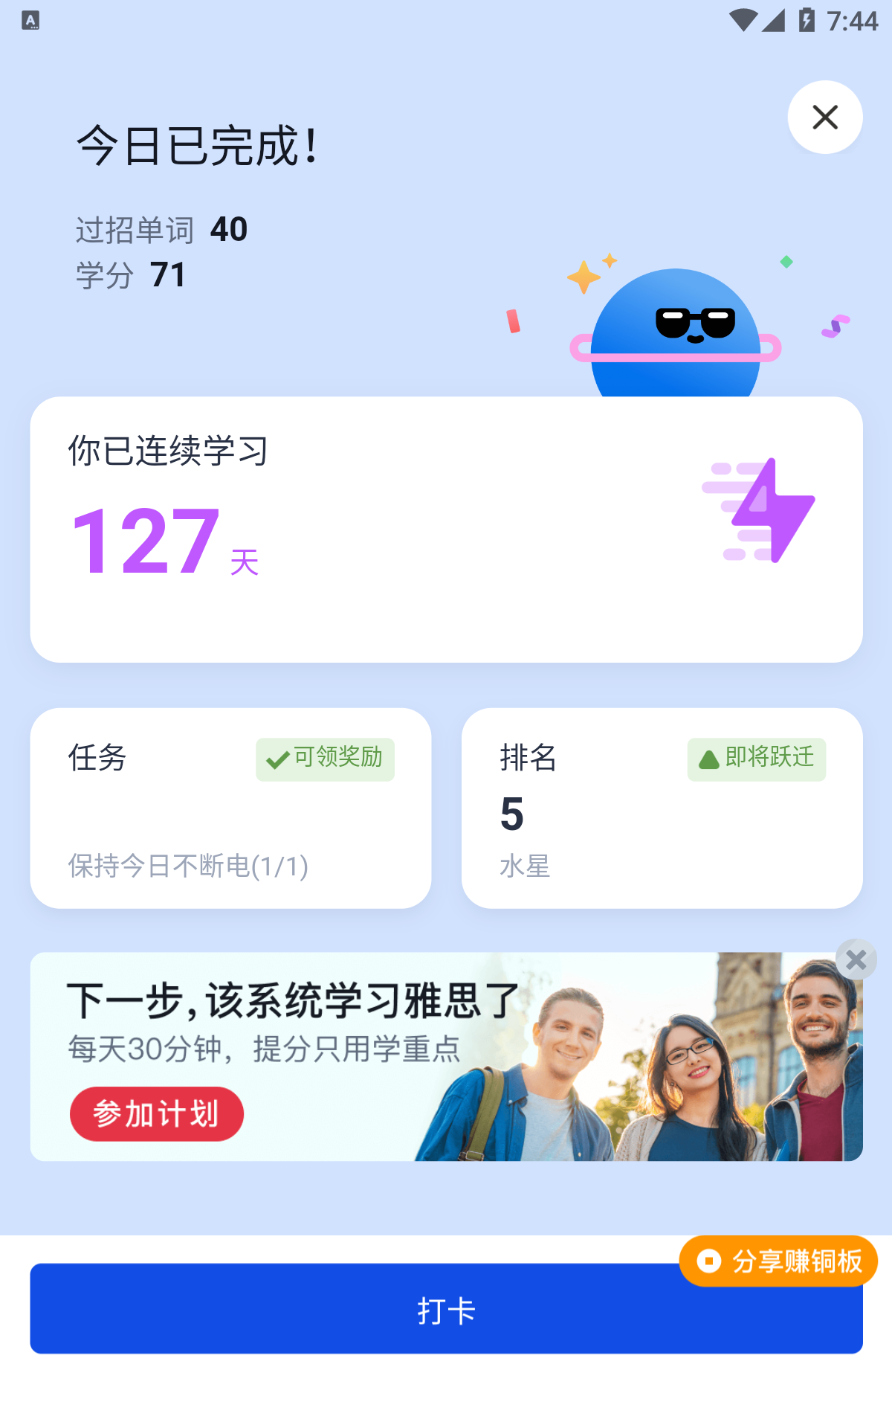 A
7:44
今日已完成!
过招单词 40
学分 71
你已连续学习
127 天
任务
可领奖励
保持今日不断电(1/1)
排名
即将跃迁
5
水星
下一步,该系统学习雅思了
每天30分钟，提分只用学重点
参加计划
分享赚铜板
打卡